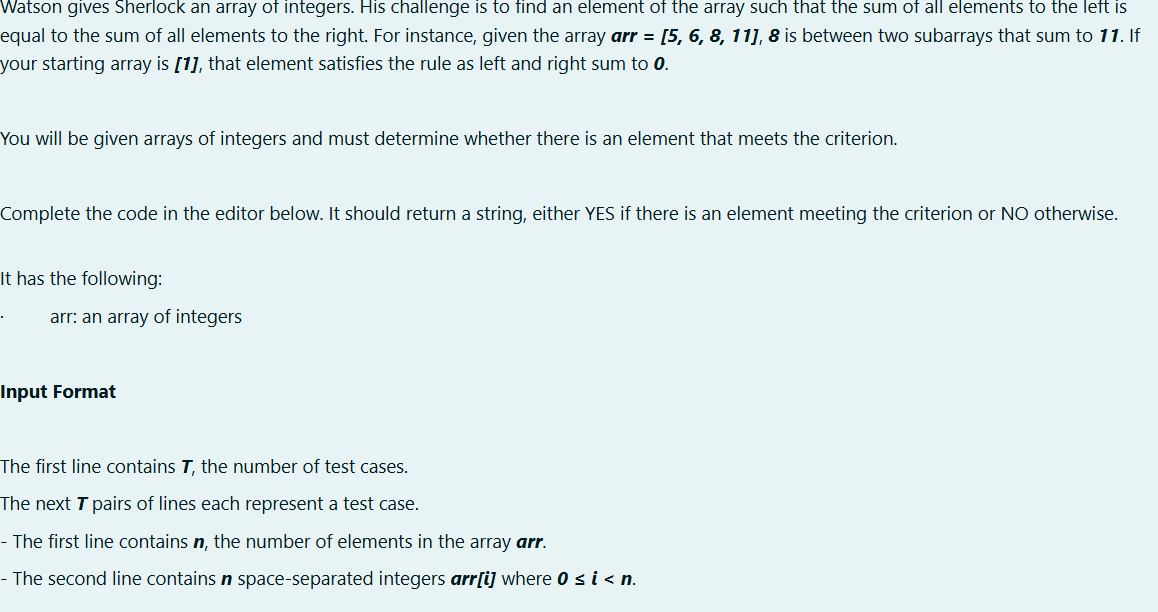 Watson gives Sherlock an array of integers. His challenge is to find an element of the array such that the sum of all elements to the left is
equal to the sum of all elements to the right. For instance, given the array arr = [5, 6, 8, 11], 8 is between two subarrays that sum to 11. If
your starting array is [1], that element satisfies the rule as left and right sum to 0.
You will be given arrays of integers and must determine whether there is an element that meets the criterion.
Complete the code in the editor below. It should return a string, either YES if there is an element meeting the criterion or NO otherwise.
It has the following:
· arr: an array of integers
Input Format
The first line contains T, the number of test cases.
The next T pairs of lines each represent a test case.
- The first line contains n, the number of elements in the array arr.
- The second line contains n space-separated integers arr[i] where 0 ≤ i < n.